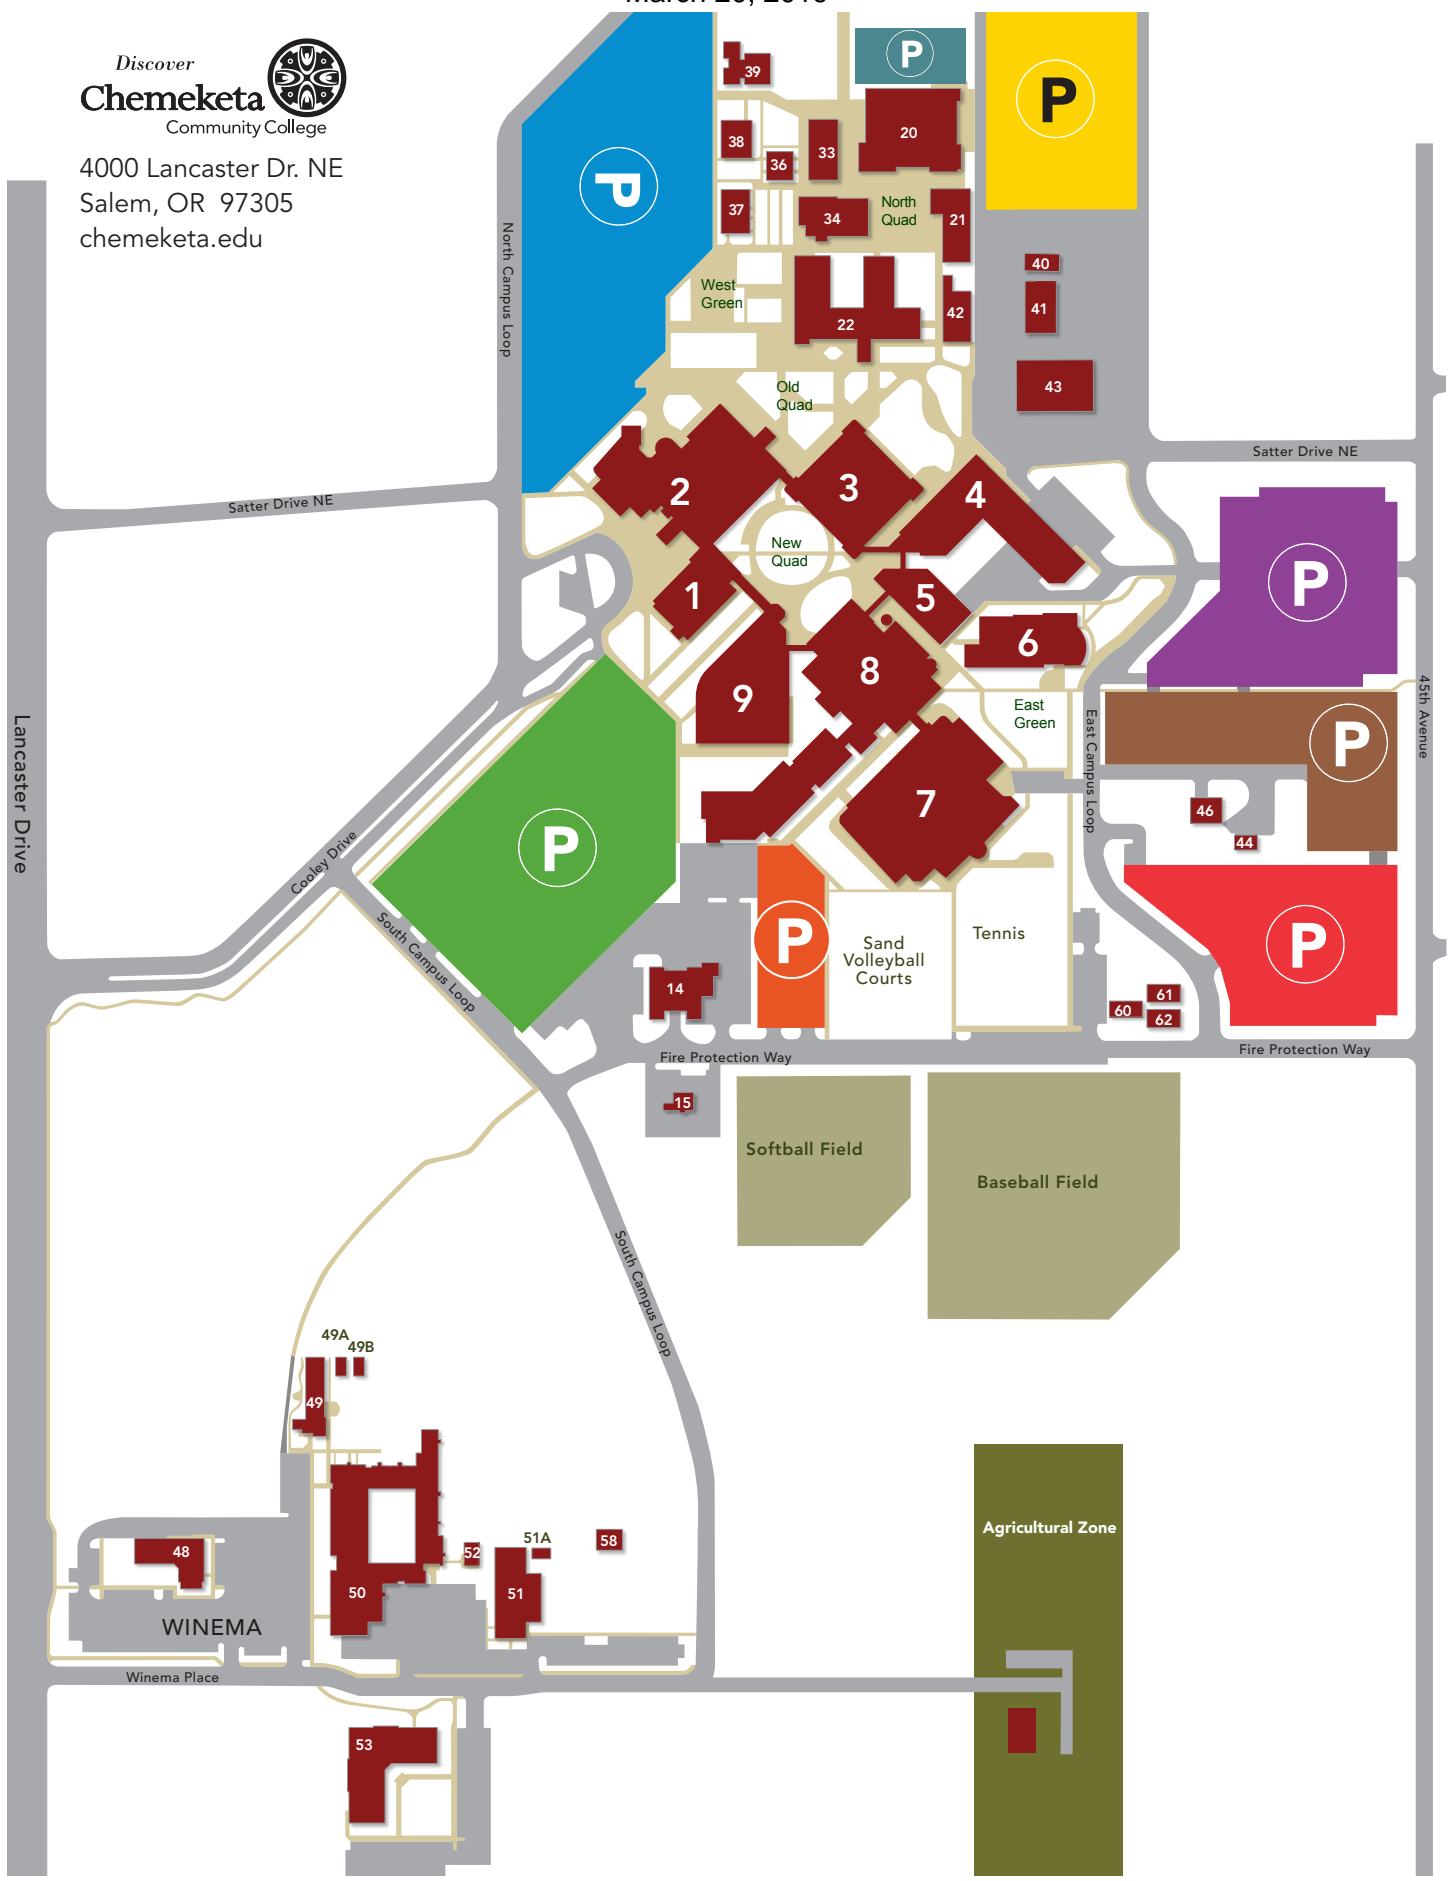 Discover
Chemeketa
Community College
4000 Lancaster Dr. NE
Salem, OR 97305
chemeketa.edu
39
P
P
38
36
33
20
P
37
34
North
Quad
21
North Campus Loop
West
Green
40
41
22
42
43
Old
Quad
Satter Drive NE
Satter Drive NE
2
3
4
New
Quad
P
1
5
6
8
9
East
Green
45th Avenue
Lancaster Drive
East Campus Loop
P
7
46
44
P
Cooley Drive
South Campus Loop
P
Sand
Volleyball
Courts
Tennis
P
14
61
60
62
Fire Protection Way
Fire Protection Way
15
Softball Field
Baseball Field
South Campus Loop
49A
49B
49
Agricultural Zone
48
52
51A
58
50
51
WINEMA
Winema Place
53